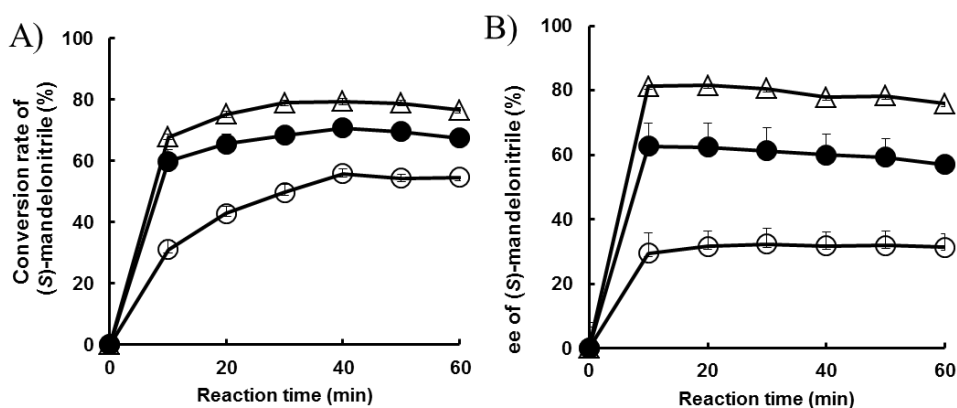 A)
Conversion rate of
(S)-mandelonitrile (%)
100
80
60
40
20
0
0 20 40 60
Reaction time (min)
B)
ee of (S)-mandelonitrile (%)
100
80
60
40
20
0
0 20 40 60
Reaction time (min)